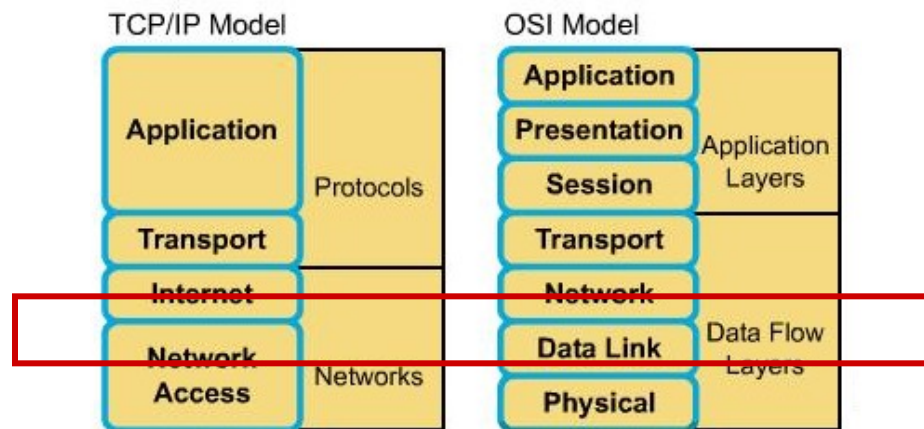 TCP/IP Model
Application
Transport
Internet
Network
Access
Protocols
Networks
OSI Model
Application
Presentation
Session
Transport
Network
Data Link
Physical
Application
Layers
Data Flow
Layers